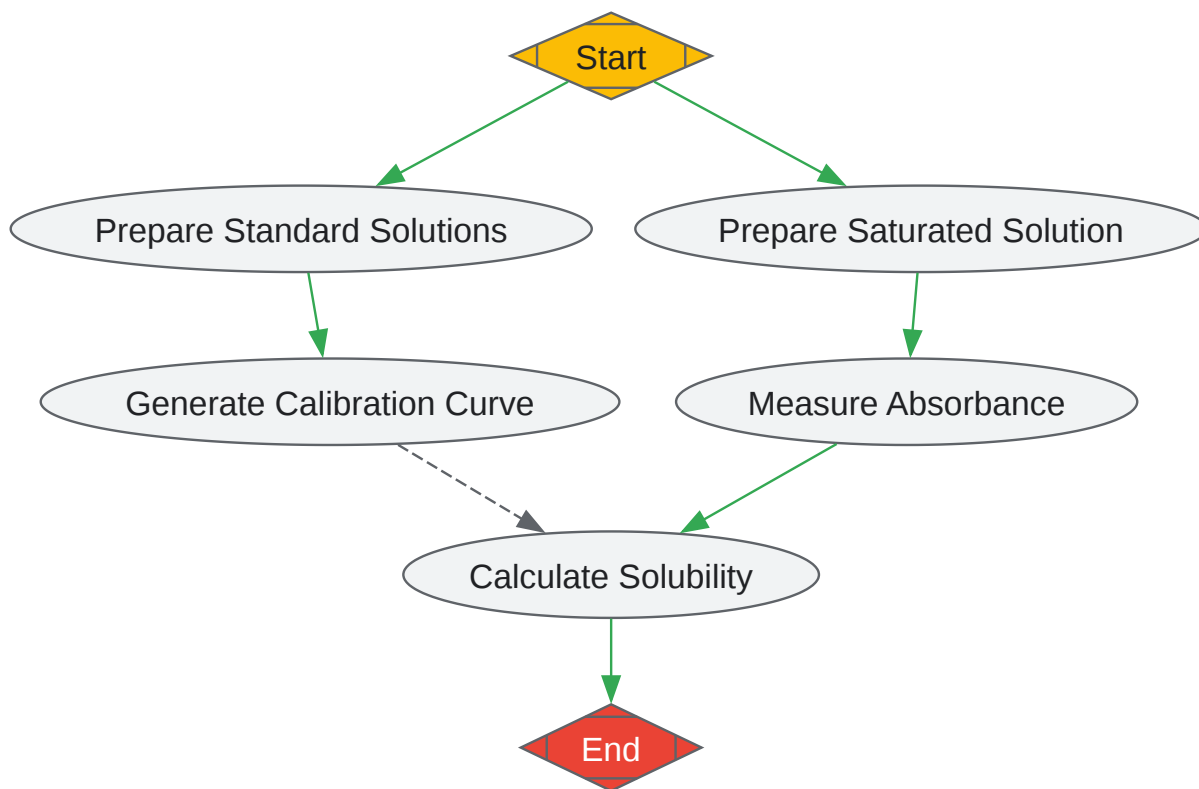 Start
Prepare Standard Solutions
Prepare Saturated Solution
Generate Calibration Curve
Measure Absorbance
Calculate Solubility
End